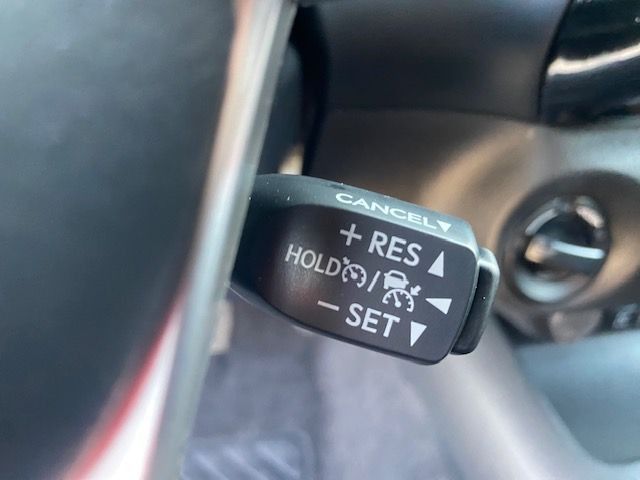 CANCEL▼
+ RES ▲
HOLD /
− SET ▼